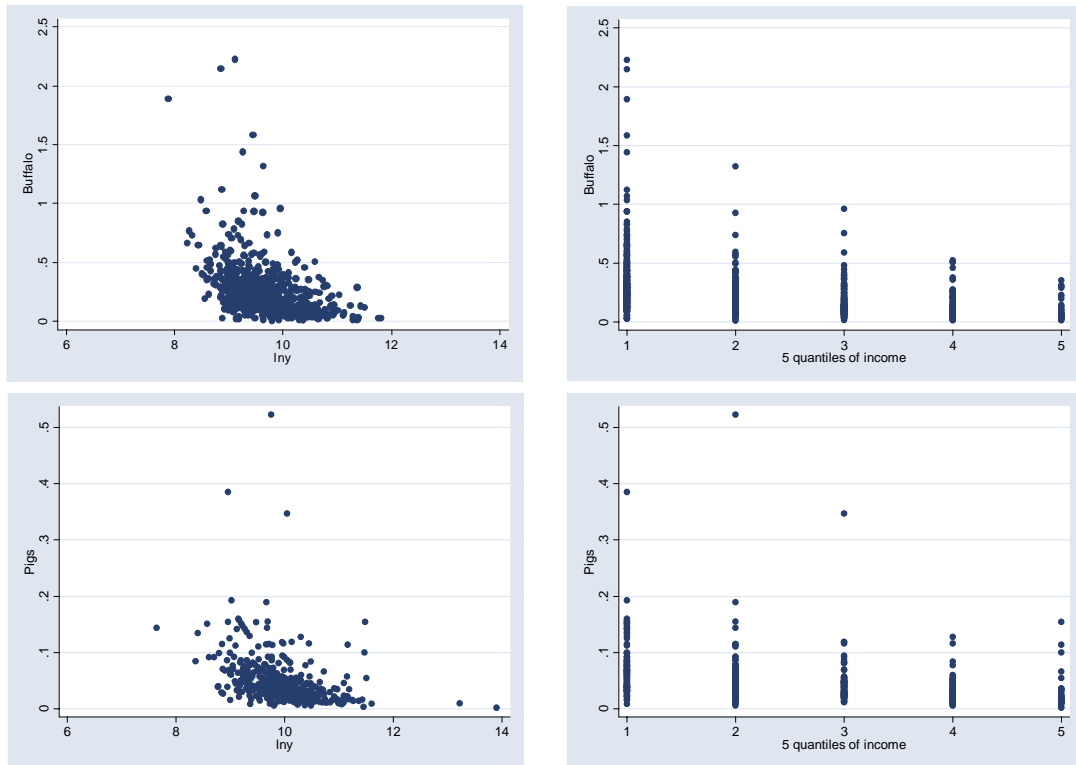 Buffalo
0 .5 1 1.5 2 2.5
6 8 10 12 14
lny
Buffalo
0 .5 1 1.5 2 2.5
1 2 3 4 5
5 quantiles of income
Pigs
0 .1 .2 .3 .4 .5
6 8 10 12 14
lny
Pigs
0 .1 .2 .3 .4 .5
1 2 3 4 5
5 quantiles of income